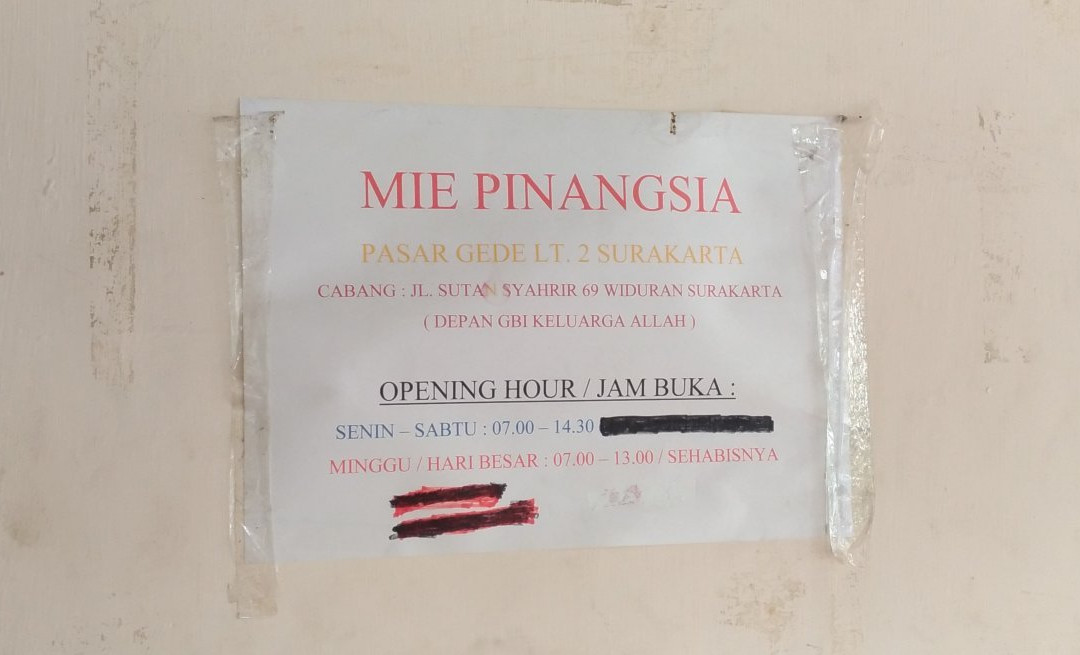 MIE PINANGSIA
PASAR GEDE LT. 2 SURAKARTA
CABANG : JL. SUTAN SYAHRIR 69 WIDURAN SURAKARTA
( DEPAN GBI KELUARGA ALLAH )
OPENING HOUR / JAM BUKA :
SENIN – SABTU : 07.00 – 14.30
MINGGU / HARI BESAR : 07.00 – 13.00 / SEHABISNYA